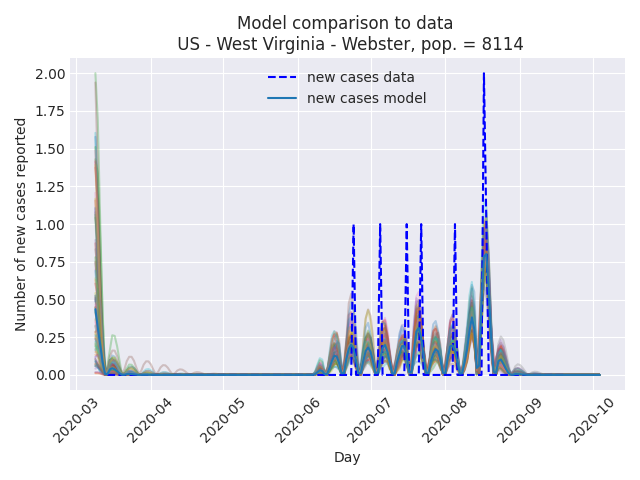 Model comparison to data
US - West Virginia - Webster, pop. = 8114
new cases data
new cases model
Number of new cases reported
2.00
1.75
1.50
1.25
1.00
0.75
0.50
0.25
0.00
2020-03
2020-04
2020-05
2020-06
2020-07
2020-08
2020-09
2020-10
Day